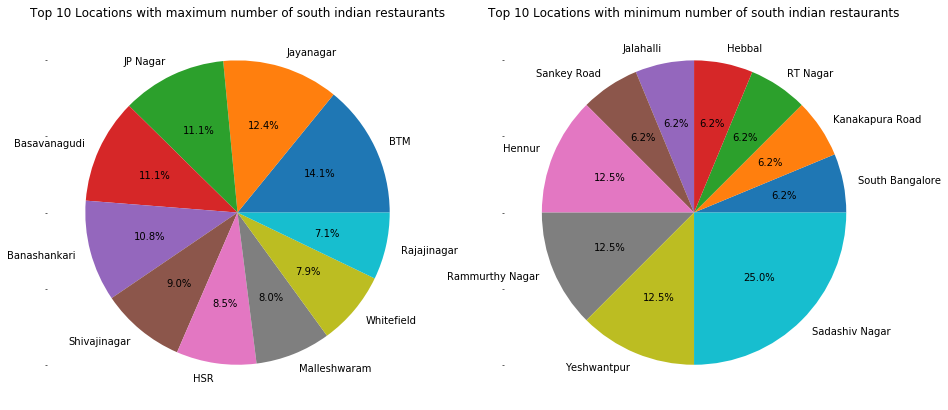 Top 10 Locations with maximum number of south indian restaurants
JP Nagar
Jayanagar
Basavanagudi
BTM
Banashankari
Rajajinagar
Shivajinagar
Whitefield
HSR
Malleshwaram
11.1%
12.4%
14.1%
11.1%
10.8%
7.1%
9.0%
8.5%
8.0%
7.9%
Top 10 Locations with minimum number of south indian restaurants
Jalahalli
Hebbal
Sankey Road
RT Nagar
Kanakapura Road
Hennur
South Bangalore
Rammurthy Nagar
Sadashiv Nagar
Yeshwantpur
6.2%
6.2%
6.2%
6.2%
6.2%
6.2%
12.5%
12.5%
12.5%
25.0%